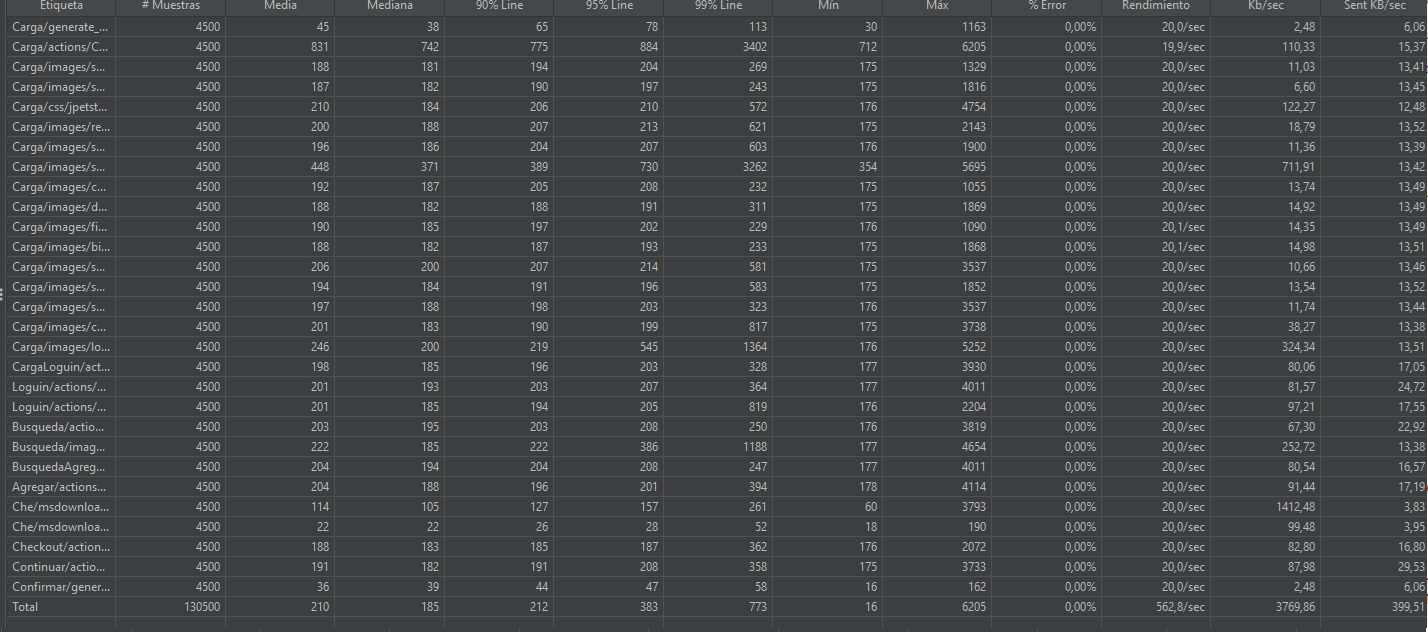 Etiqueta # Muestras Media Mediana 90% Line 95% Line 99% Line Mín Máx % Error Rendimiento Kb/sec Sent KB/sec
Carga/generate_... 4500 45 38 65 78 113 30 1163 0,00% 20,0/sec 2,48 6,06
Carga/actions/C... 4500 831 742 775 884 3402 712 6205 0,00% 19,9/sec 110,33 15,37
Carga/images/s... 4500 188 181 194 204 269 175 1329 0,00% 20,0/sec 11,03 13,41
Carga/images/s... 4500 187 182 190 197 243 175 1816 0,00% 20,0/sec 6,60 13,45
Carga/css/jpetst... 4500 210 184 206 210 572 176 4754 0,00% 20,0/sec 122,27 12,48
Carga/images/re... 4500 200 188 207 213 621 175 2143 0,00% 20,0/sec 18,79 13,52
Carga/images/s... 4500 196 186 204 207 603 176 1900 0,00% 20,0/sec 11,36 13,39
Carga/images/s... 4500 448 371 389 730 3262 354 5695 0,00% 20,0/sec 711,91 13,42
Carga/images/c... 4500 192 187 205 208 232 175 1055 0,00% 20,0/sec 13,74 13,49
Carga/images/d... 4500 188 182 188 191 311 175 1869 0,00% 20,0/sec 14,92 13,49
Carga/images/fi... 4500 190 185 197 202 229 176 1090 0,00% 20,1/sec 14,35 13,49
Carga/images/bi... 4500 188 182 187 193 233 175 1868 0,00% 20,1/sec 14,98 13,51
Carga/images/s... 4500 206 200 207 214 581 175 3537 0,00% 20,0/sec 10,66 13,46
Carga/images/s... 4500 194 184 191 196 583 175 1852 0,00% 20,0/sec 13,54 13,52
Carga/images/s... 4500 197 188 198 203 323 176 3537 0,00% 20,0/sec 11,74 13,44
Carga/images/c... 4500 201 183 190 199 817 175 3738 0,00% 20,0/sec 38,27 13,38
Carga/images/lo... 4500 246 200 219 545 1364 176 5252 0,00% 20,0/sec 324,34 13,51
CargaLoguin/act... 4500 198 185 196 203 328 177 3930 0,00% 20,0/sec 80,06 17,05
Loguin/actions/... 4500 201 193 203 207 364 177 4011 0,00% 20,0/sec 81,57 24,72
Loguin/actions/... 4500 201 185 194 205 819 176 2204 0,00% 20,0/sec 97,21 17,55
Busqueda/actio... 4500 203 195 203 208 250 176 3819 0,00% 20,0/sec 67,30 22,92
Busqueda/imag... 4500 222 185 222 386 1188 177 4654 0,00% 20,0/sec 252,72 13,38
BusquedaAgreg... 4500 204 194 204 208 247 177 4011 0,00% 20,0/sec 80,54 16,57
Agregar/actions... 4500 204 188 196 201 394 178 4114 0,00% 20,0/sec 91,44 17,19
Che/msdownloa... 4500 114 105 127 157 261 60 3793 0,00% 20,0/sec 1412,48 3,83
Che/msdownloa... 4500 22 22 26 28 52 18 190 0,00% 20,0/sec 99,48 3,95
Checkout/action... 4500 188 183 185 187 362 176 2072 0,00% 20,0/sec 82,80 16,80
Continuar/actio... 4500 191 182 191 208 358 175 3733 0,00% 20,0/sec 87,98 29,53
Confirmar/gener... 4500 36 39 44 47 58 16 162 0,00% 20,0/sec 2,48 6,06
Total 130500 210 185 212 383 773 16 6205 0,00% 562,8/sec 3769,86 399,51